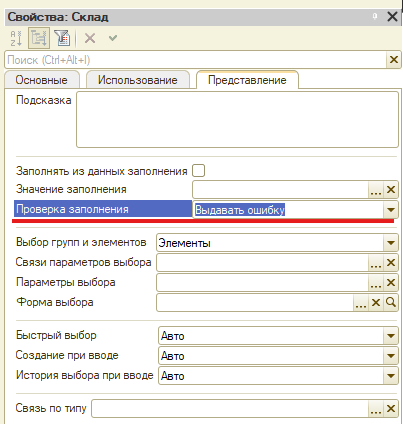 Свойства: Склад
Поиск (Ctrl+Alt+I)
Основные Использование Представление
Подсказка
Заполнять из данных заполнения
Значение заполнения
Проверка заполнения Выдавать ошибку
Выбор групп и элементов Элементы
Связи параметров выбора
Параметры выбора
Форма выбора
Быстрый выбор Авто
Создание при вводе Авто
История выбора при вводе Авто
Связь по типу